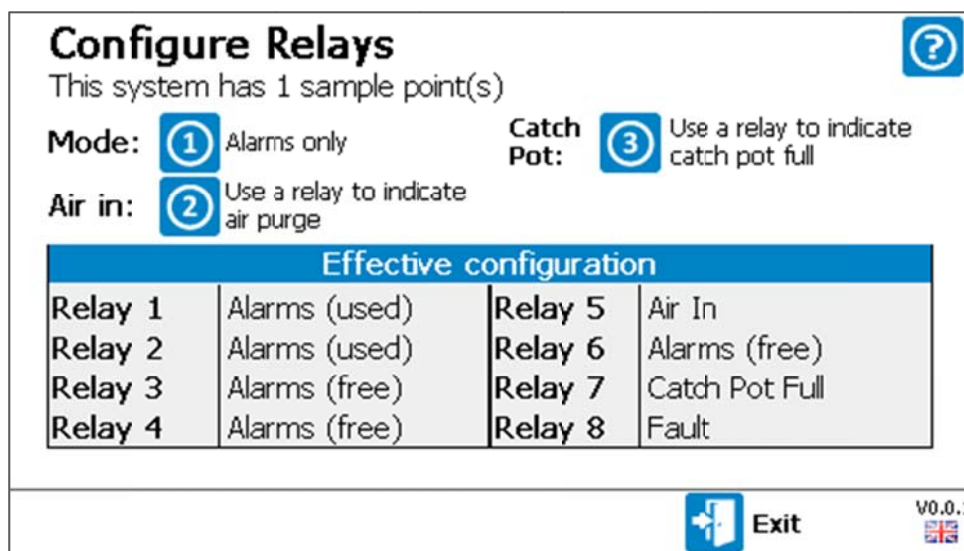 Configure Relays
?
This system has 1 sample point(s)
Mode: 1 Alarms only
Catch Pot: 3 Use a relay to indicate
catch pot full
Air in: 2 Use a relay to indicate
air purge
Effective configuration
Relay 1 Alarms (used) Relay 5 Air In
Relay 2 Alarms (used) Relay 6 Alarms (free)
Relay 3 Alarms (free) Relay 7 Catch Pot Full
Relay 4 Alarms (free) Relay 8 Fault
Exit